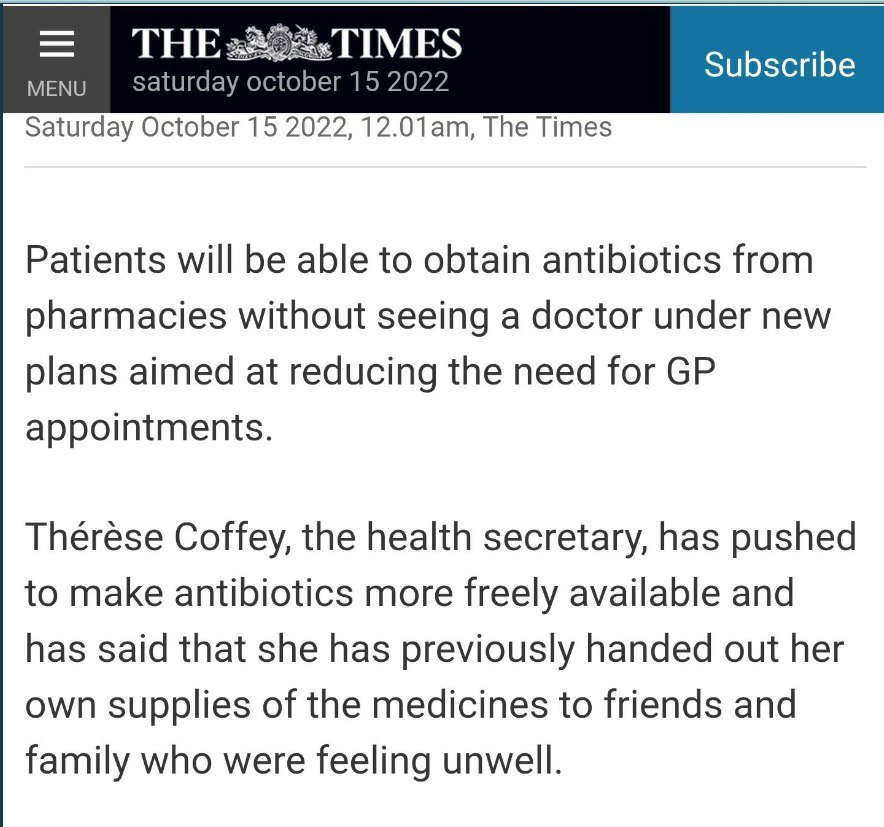 THE TIMES
saturday october 15 2022
MENU
Subscribe
Saturday October 15 2022, 12.01am, The Times
Patients will be able to obtain antibiotics from
pharmacies without seeing a doctor under new
plans aimed at reducing the need for GP
appointments.
Thérèse Coffey, the health secretary, has pushed
to make antibiotics more freely available and
has said that she has previously handed out her
own supplies of the medicines to friends and
family who were feeling unwell.